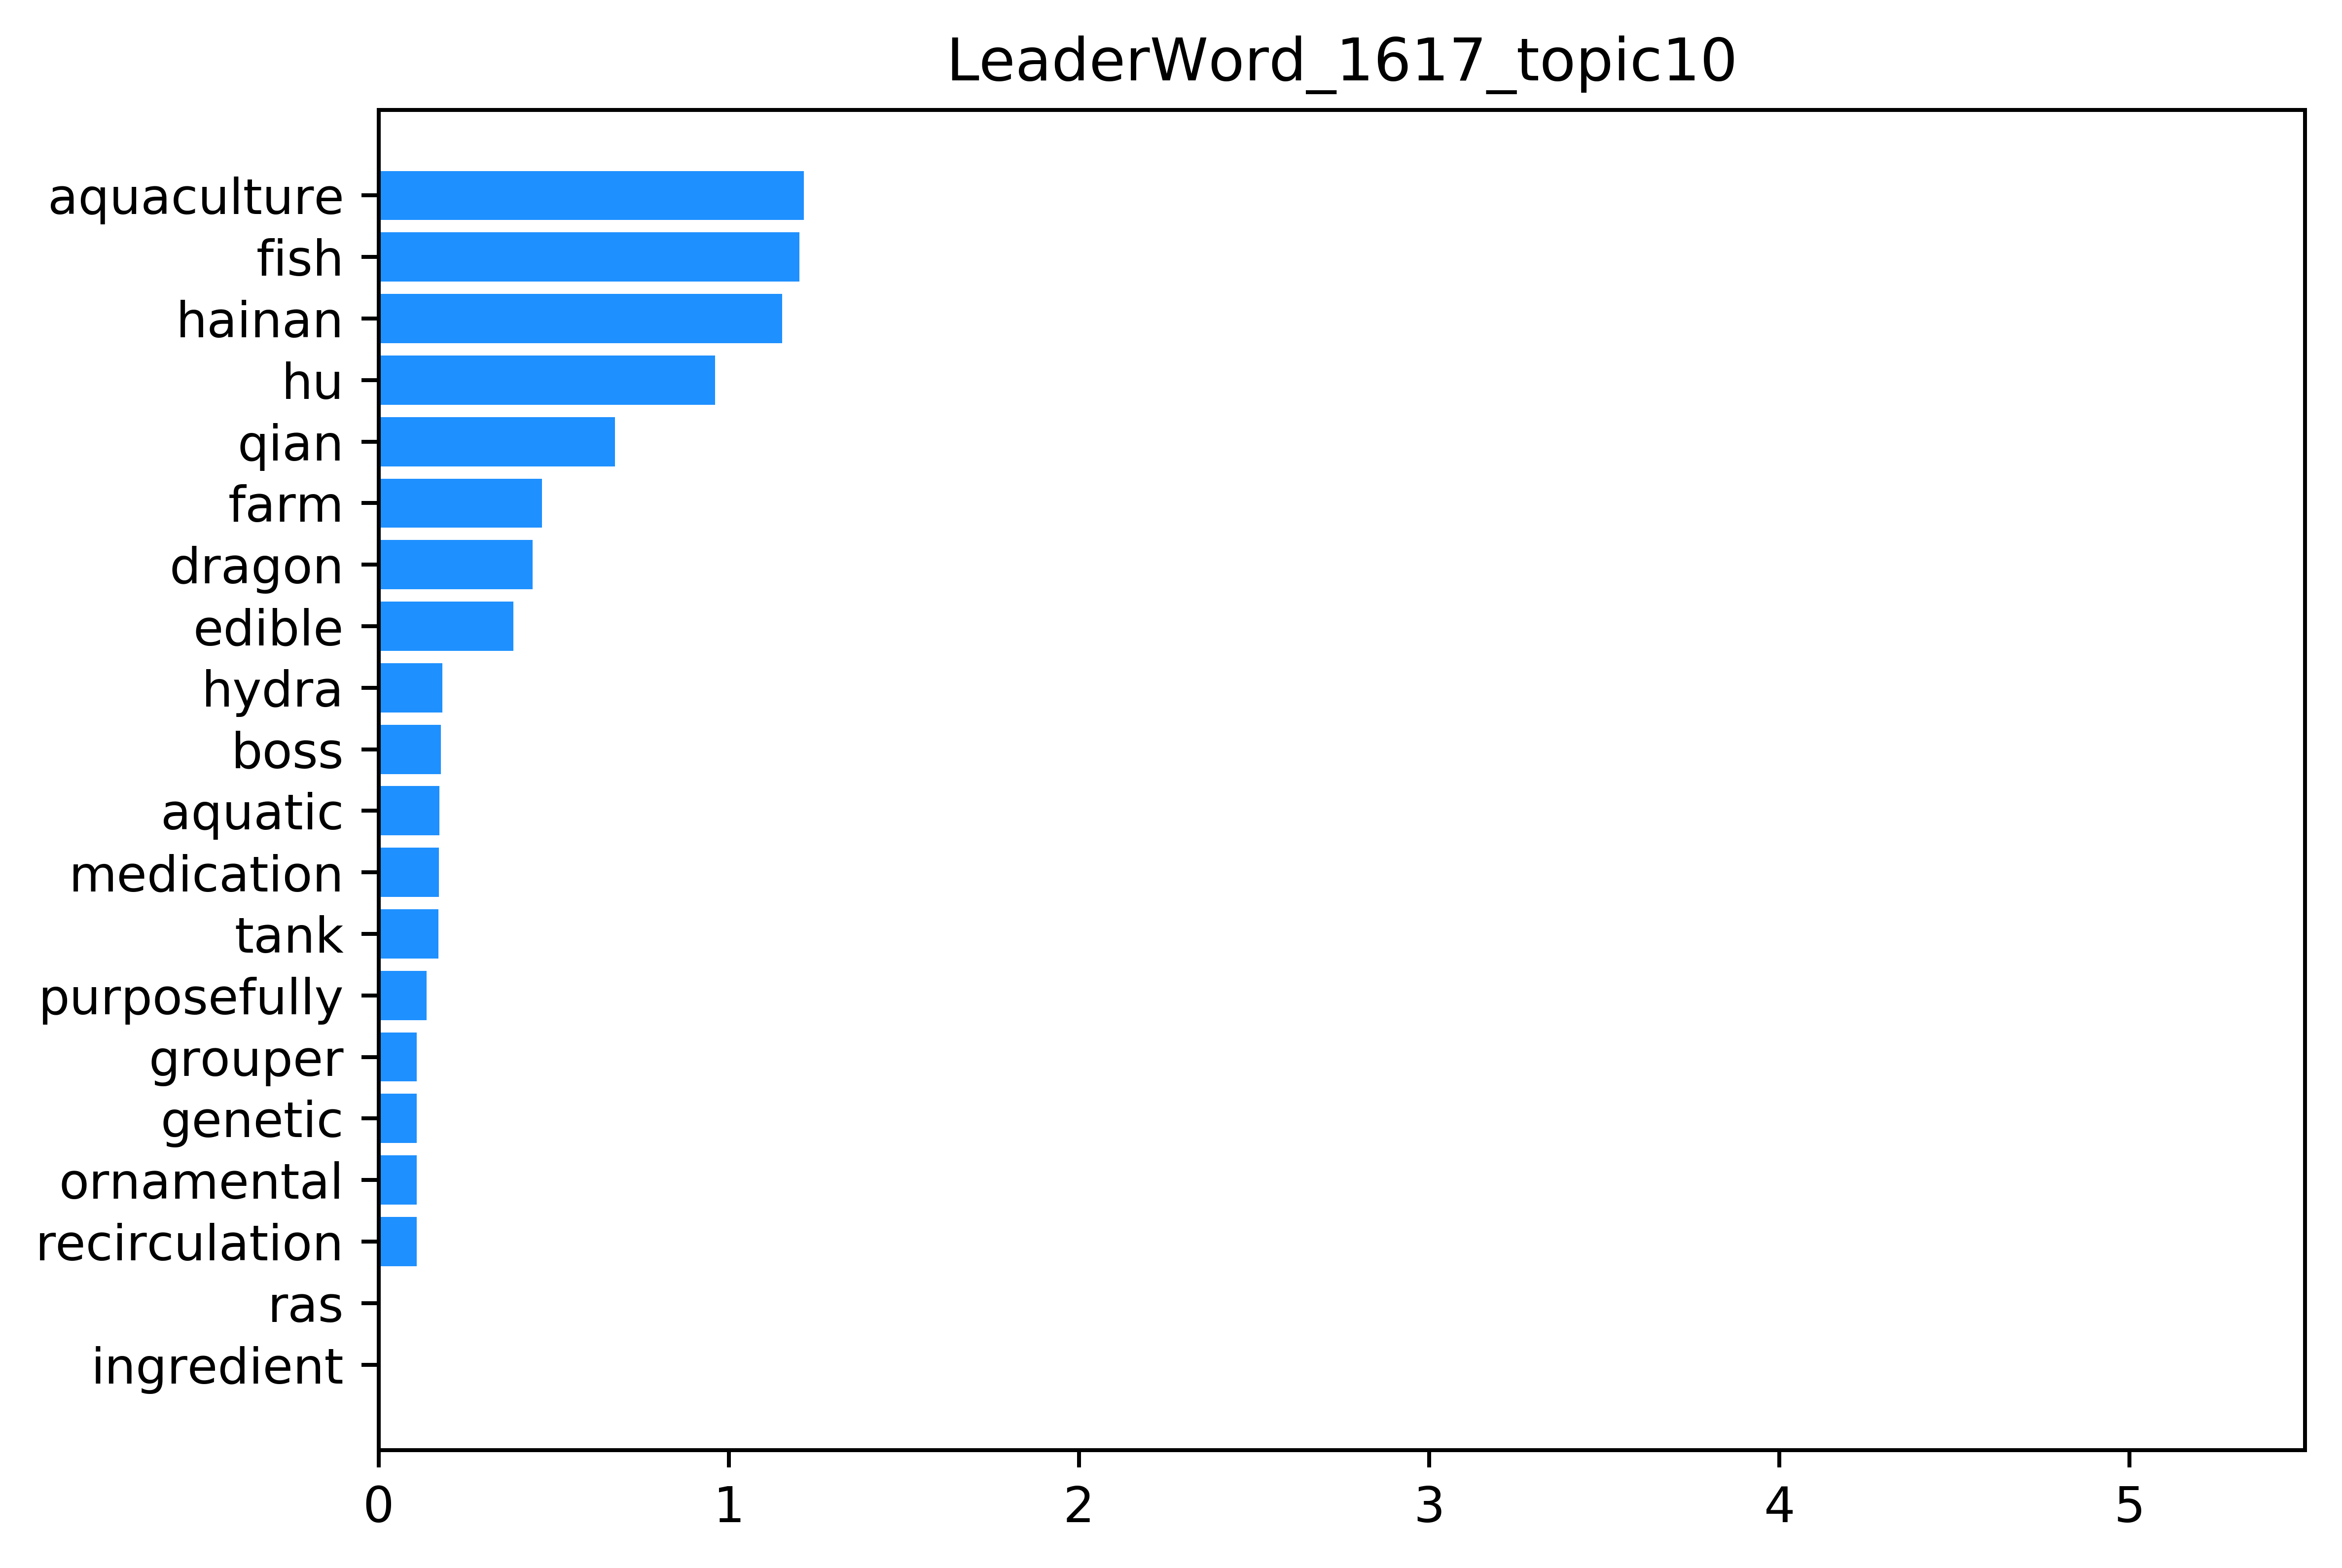 LeaderWord_1617_topic10
aquaculture
fish
hainan
hu
qian
farm
dragon
edible
hydra
boss
aquatic
medication
tank
purposefully
grouper
genetic
ornamental
recirculation
ras
ingredient
0 1 2 3 4 5